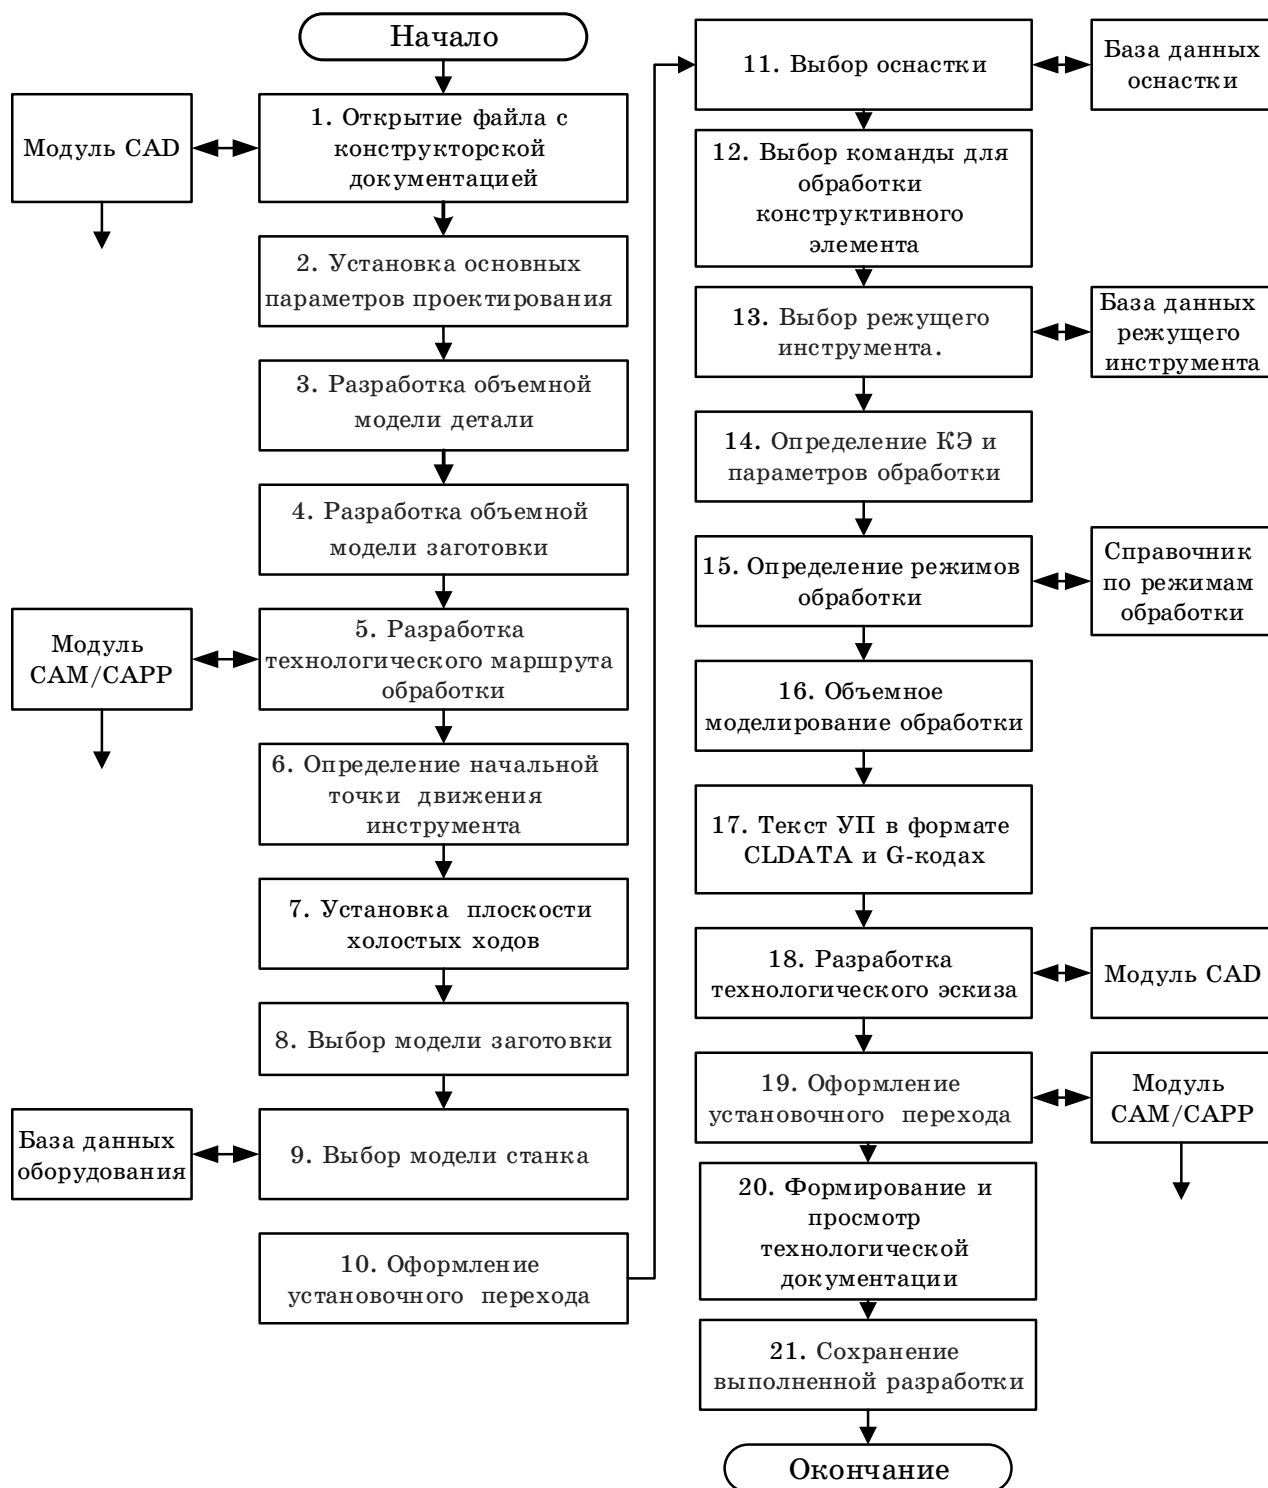 Начало
Модуль CAD
1. Открытие файла с
конструкторской
документацией
2. Установка основных
параметров проектирования
3. Разработка объемной
модели детали
4. Разработка объемной
модели заготовки
Модуль
CAM/CAPP
5. Разработка
технологического маршрута
обработки
6. Определение начальной
точки движения
инструмента
7. Установка плоскости
холостых ходов
8. Выбор модели заготовки
База данных
оборудования
9. Выбор модели станка
10. Оформление
установочного перехода
11. Выбор оснастки
База данных
оснастки
12. Выбор команды для
обработки
конструктивного
элемента
13. Выбор режущего
инструмента.
База данных
режущего
инструмента
14. Определение КЭ и
параметров обработки
15. Определение режимов
обработки
Справочник
по режимам
обработки
16. Объемное
моделирование обработки
17. Текст УП в формате
CLDATA и G-кодах
18. Разработка
технологического эскиза
Модуль CAD
19. Оформление
установочного перехода
Модуль
CAM/CAPP
20. Формирование и
просмотр
технологической
документации
21. Сохранение
выполненной разработки
Окончание